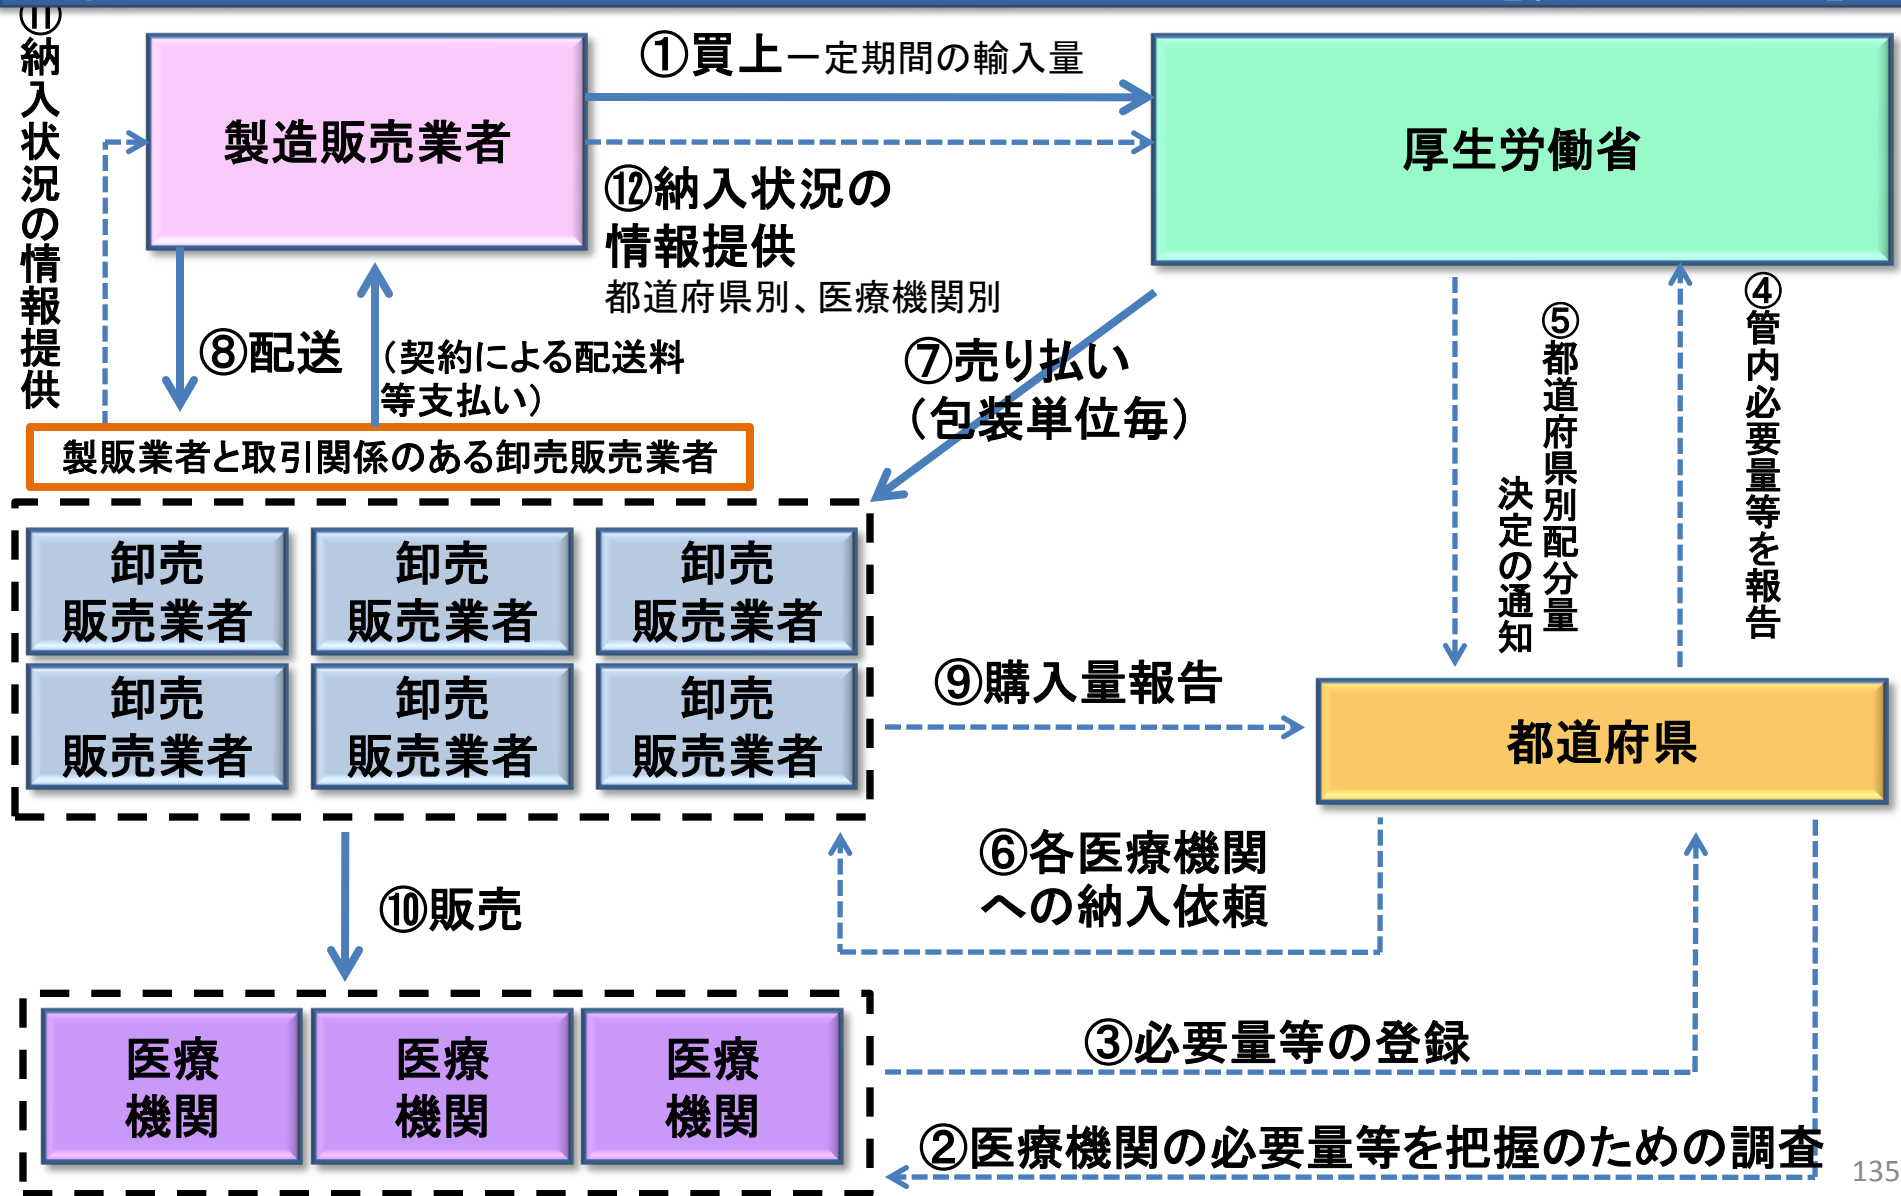 製造販売業者
①買上－定期間の輸入量
厚生労働省
⑫納入状況の
情報提供
都道府県別、医療機関別
⑪納入状況の情報提供
⑧配送
（契約による配送料
等支払い）
⑦売り払い
（包装単位毎）
⑤都道府県別配分量
決定の通知
④管内必要量等を報告
製販業者と取引関係のある卸売販売業者
卸売
販売業者
卸売
販売業者
卸売
販売業者
卸売
販売業者
卸売
販売業者
卸売
販売業者
⑨購入量報告
都道府県
⑥各医療機関
への納入依頼
⑩販売
医療
機関
医療
機関
医療
機関
③必要量等の登録
②医療機関の必要量等を把握のための調査
135